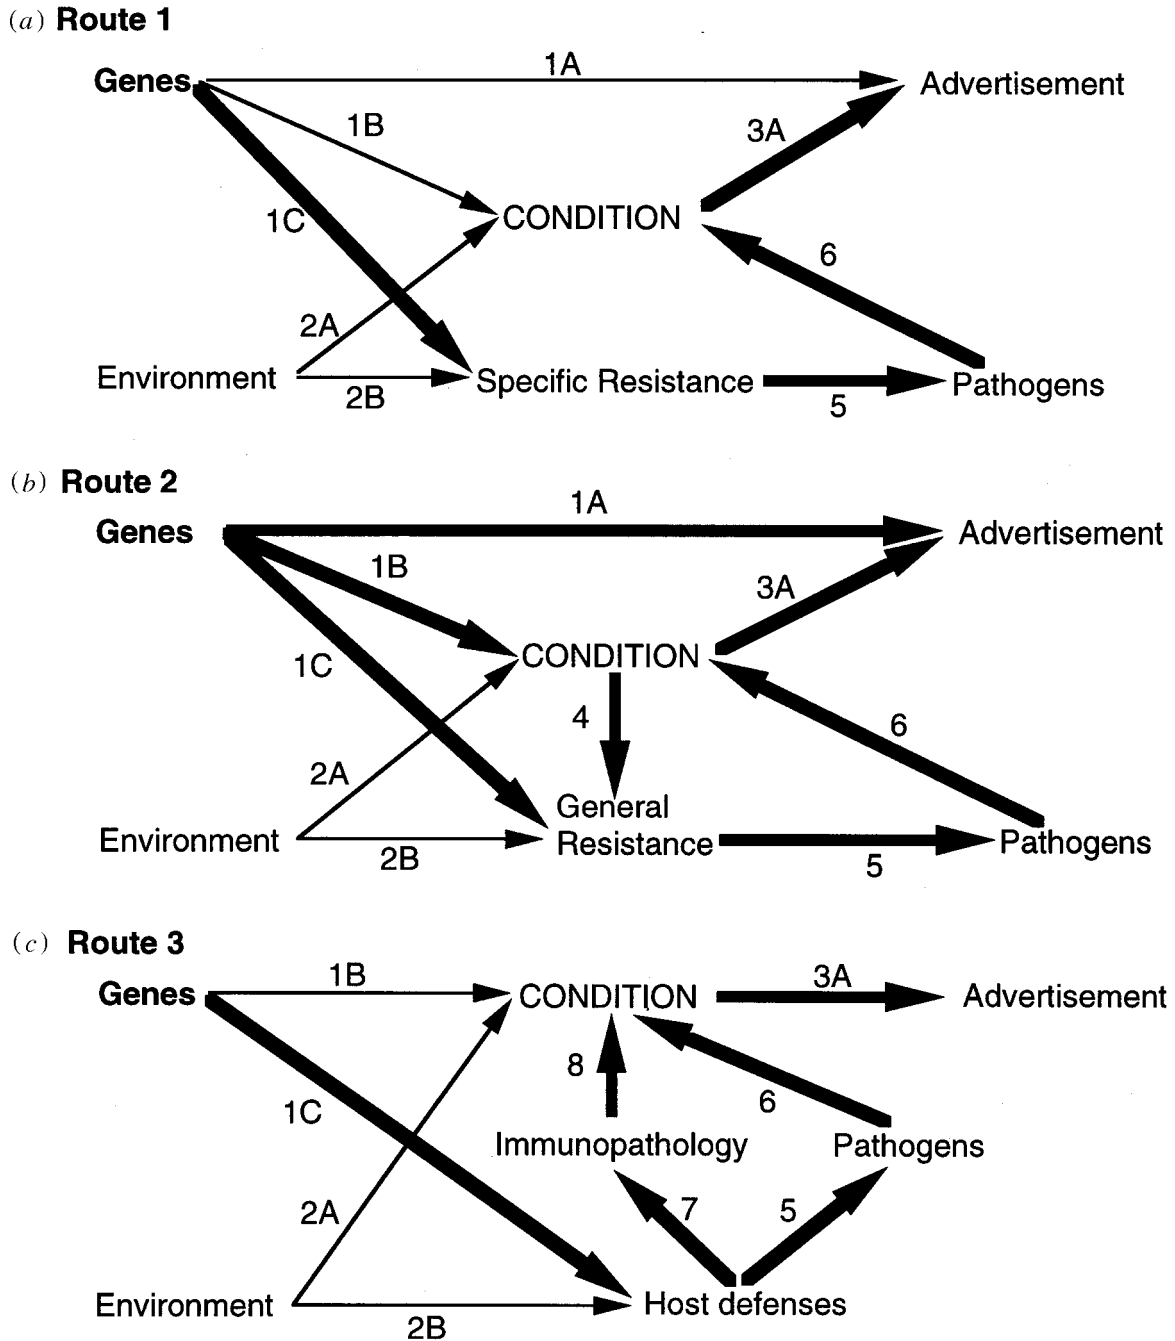 (a) Route 1
1A
Genes
Advertisement
1B
3A
1C
CONDITION
6
2A
Environment
Specific Resistance
Pathogens
2B
5
(b) Route 2
1A
Genes
Advertisement
1B
3A
1C
CONDITION
4
6
2A
General
Environment
Resistance
Pathogens
2B
5
(c) Route 3
1B
3A
Genes
CONDITION
Advertisement
8
6
1C
Immunopathology
Pathogens
2A
7
5
Environment
Host defenses
2B